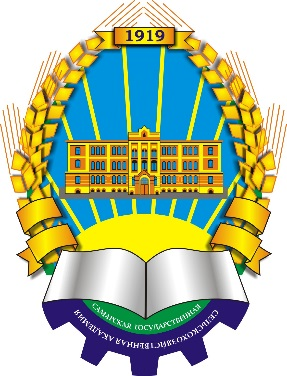 1919
САМАРСКАЯ ГОСУДАРСТВЕННАЯ
СЕЛЬСКОХОЗЯЙСТВЕННАЯ АКАДЕМИЯ